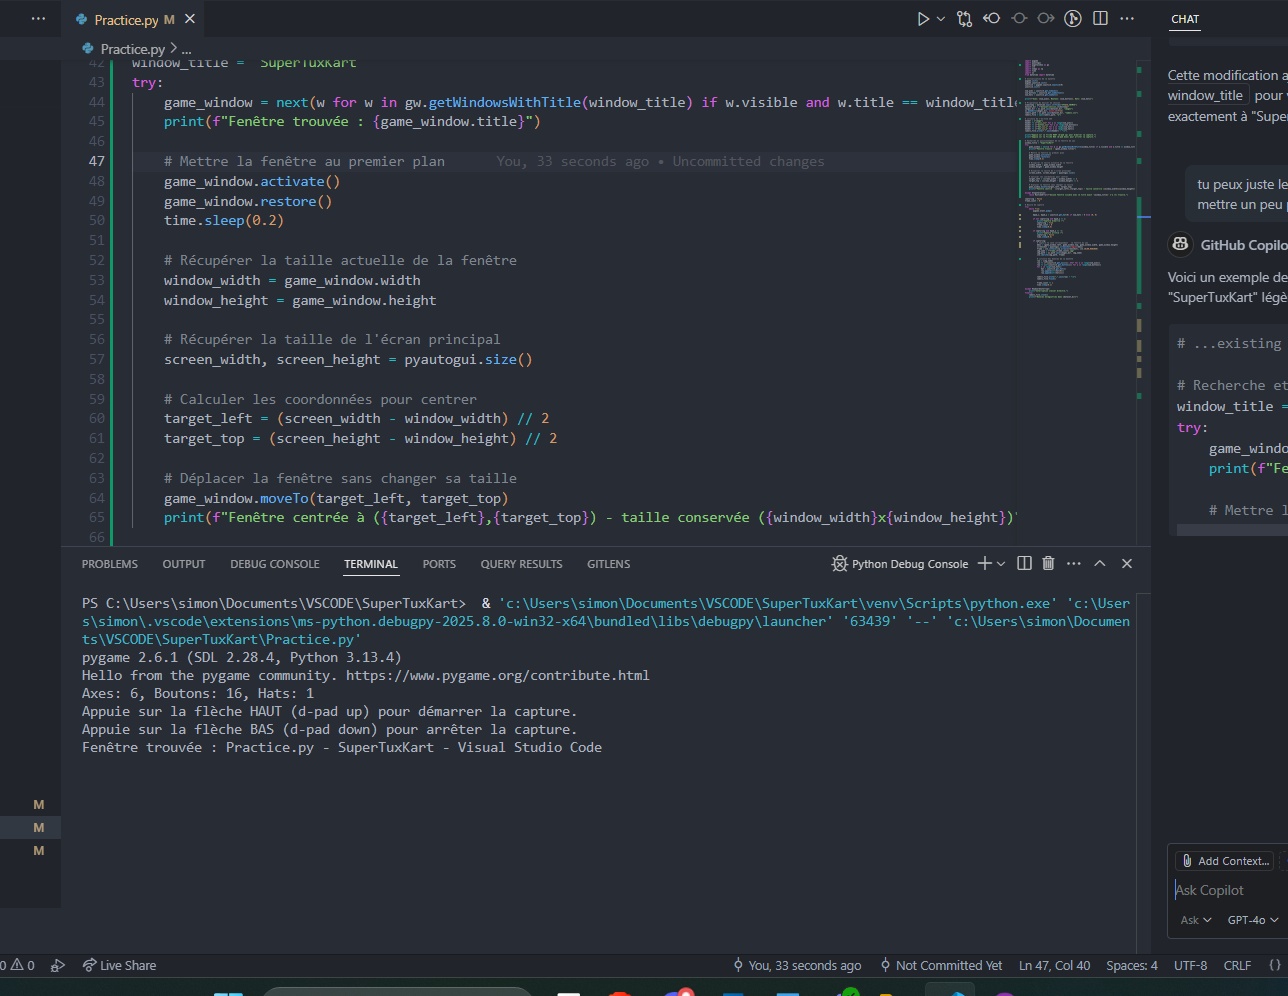 Practice.py M
CHAT
Practice.py > ...
42 window_title = "SuperTuxKart"
43 try:
44 game_window = next(w for w in gw.getWindowsWithTitle(window_title) if w.visible and w.title == window_titl
45 print(f"Fenêtre trouvée : {game_window.title}")
46
47 # Mettre la fenêtre au premier plan You, 33 seconds ago • Uncommitted changes
48 game_window.activate()
49 game_window.restore()
50 time.sleep(0.2)
51
52 # Récupérer la taille actuelle de la fenêtre
53 window_width = game_window.width
54 window_height = game_window.height
55
56 # Récupérer la taille de l'écran principal
57 screen_width, screen_height = pyautogui.size()
58
59 # Calculer les coordonnées pour centrer
60 target_left = (screen_width - window_width) // 2
61 target_top = (screen_height - window_height) // 2
62
63 # Déplacer la fenêtre sans changer sa taille
64 game_window.moveTo(target_left, target_top)
65 print(f"Fenêtre centrée à ({target_left},{target_top}) - taille conservée ({window_width}x{window_height})"
66
PROBLEMS OUTPUT DEBUG CONSOLE TERMINAL PORTS QUERY RESULTS GITLENS
Python Debug Console
PS C:\Users\simon\Documents\VSCODE\SuperTuxKart> & 'c:\Users\simon\Documents\VSCODE\SuperTuxKart\venv\Scripts\python.exe' 'c:\User
s\simon\.vscode\extensions\ms-python.debugpy-2025.8.0-win32-x64\bundled\libs\debugpy\launcher' '63439' '--' 'c:\Users\simon\Documen
ts\VSCODE\SuperTuxKart\Practice.py'
pygame 2.6.1 (SDL 2.28.4, Python 3.13.4)
Hello from the pygame community. https://www.pygame.org/contribute.html
Axes: 6, Boutons: 16, Hats: 1
Appuie sur la flèche HAUT (d-pad up) pour démarrer la capture.
Appuie sur la flèche BAS (d-pad down) pour arrêter la capture.
Fenêtre trouvée : Practice.py - SuperTuxKart - Visual Studio Code
M
M
M
Cette modification a
window_title pour
exactement à "Super
tu peux juste le
mettre un peu
GitHub Copilo
Voici un exemple de
"SuperTuxKart" légè
# ...existing
# Recherche et
window_title =
try:
game_windo
print(f"Fe
# Mettre l
Add Context...
Ask Copilot
Ask GPT-4o
0 0 Live Share
You, 33 seconds ago Not Committed Yet Ln 47, Col 40 Spaces: 4 UTF-8 CRLF {}